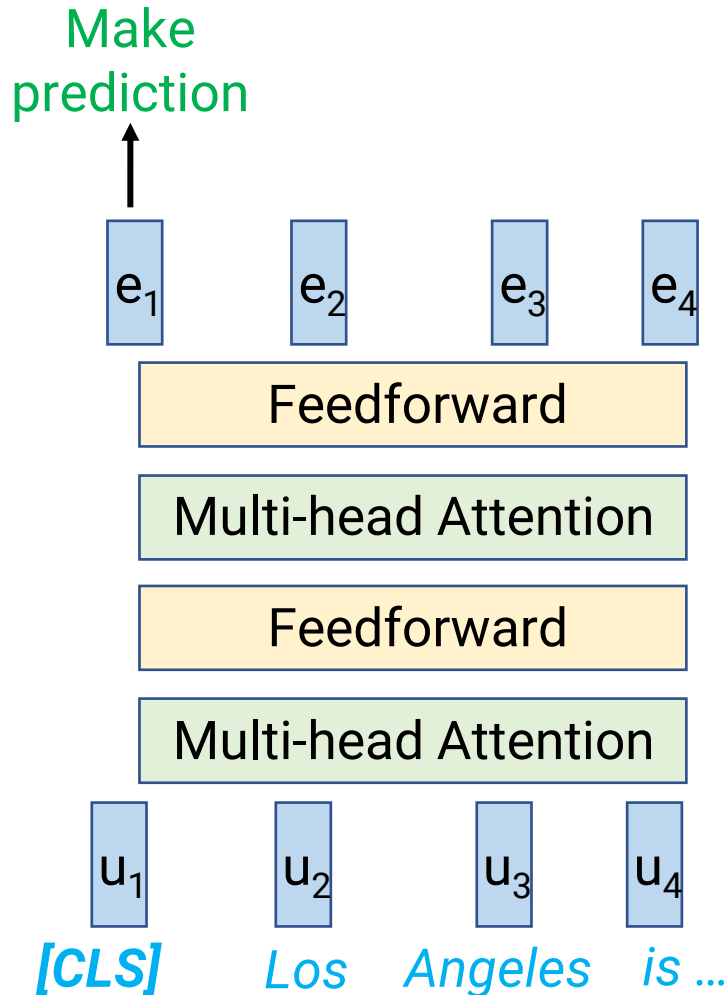 Make
prediction
e1 e2 e3 e4
Feedforward
Multi-head Attention
Feedforward
Multi-head Attention
u1 u2 u3 u4
[CLS] Los Angeles is ...